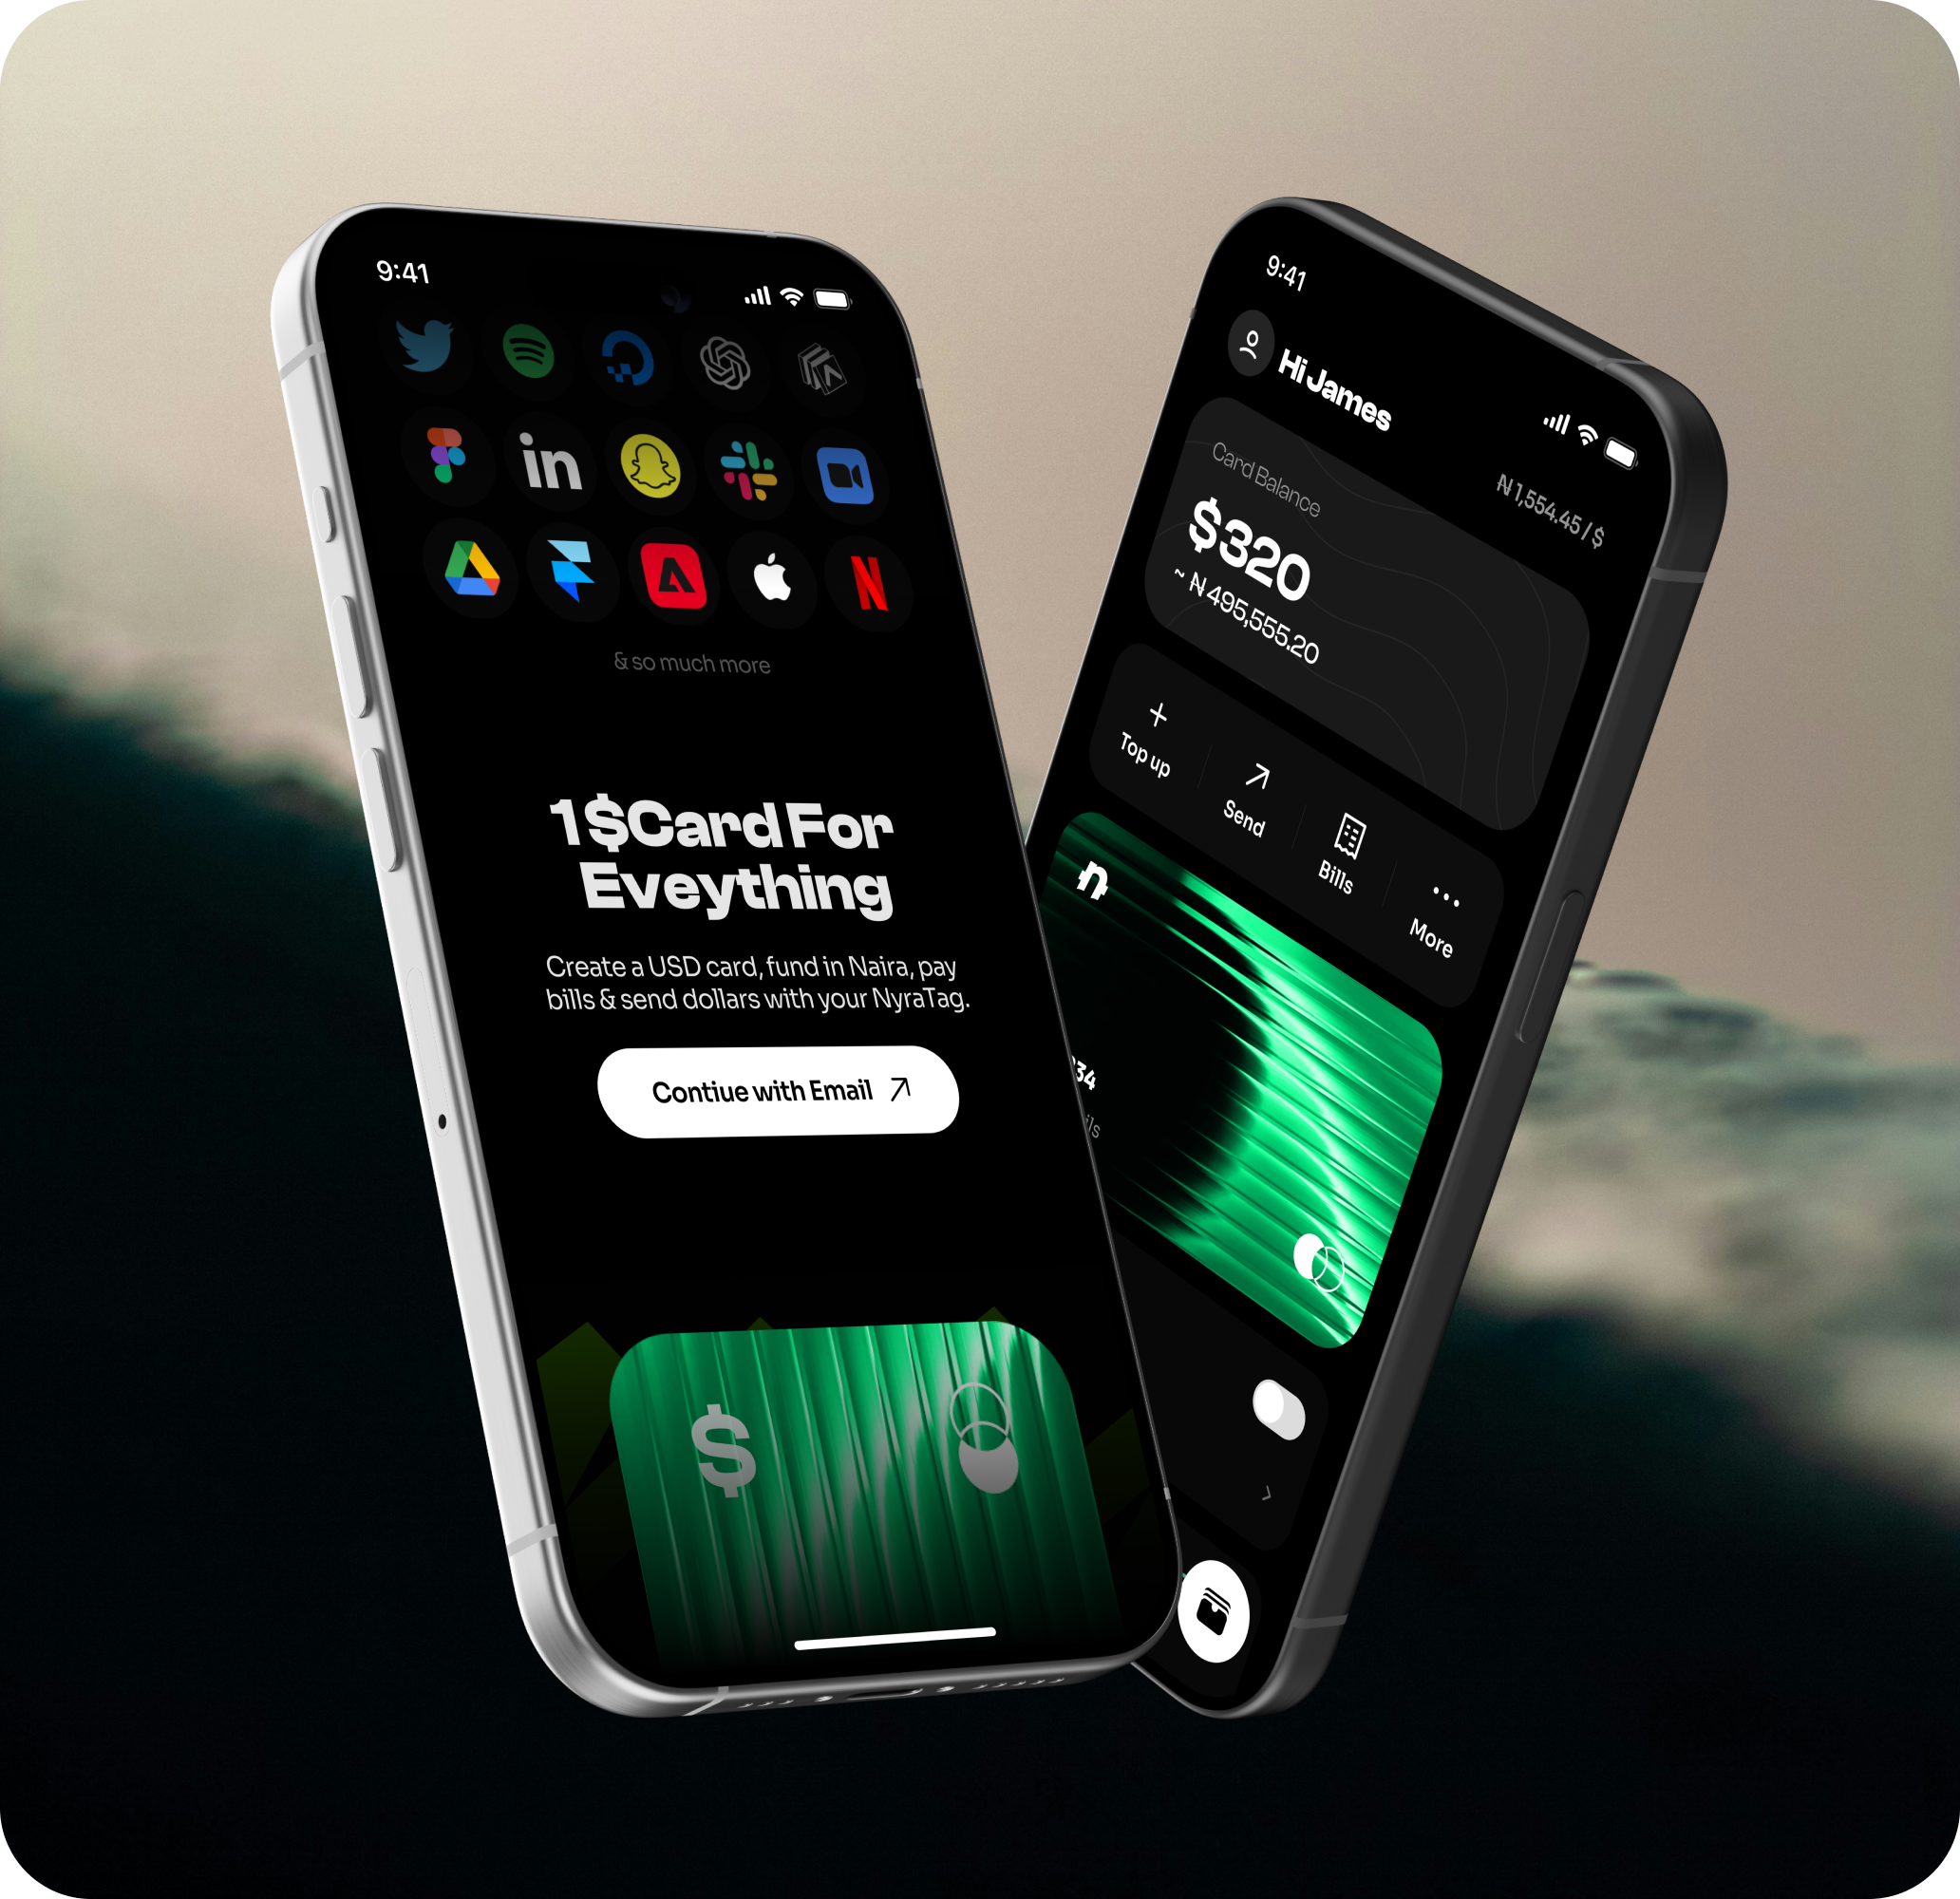 9:41
in
& so much more
1$Card For
Eveything
Create a USD card, fund in Naira, pay
bills & send dollars with your NyraTag.
Contiue with Email
$
9:41
Hi James
₦1,554.45 / $
Card Balance
$320
~ ₦495,555.20
Top up
Send
Bills
More
n
34
ils